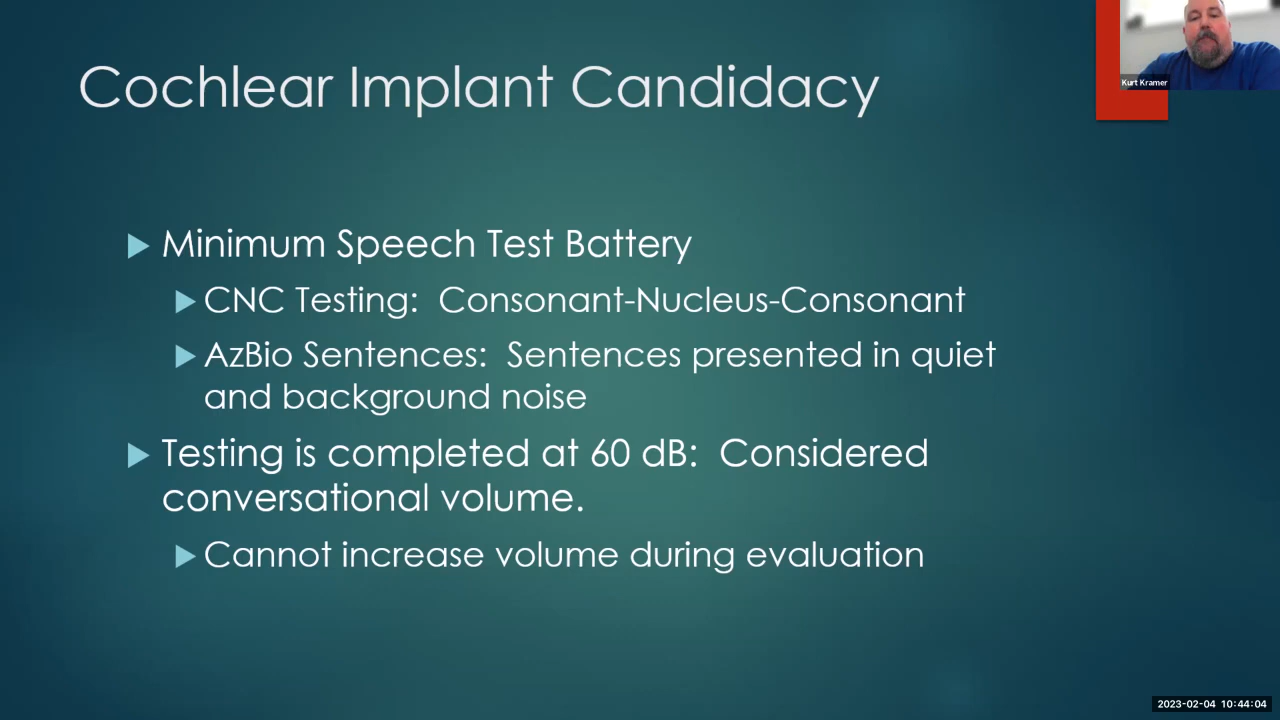 Cochlear Implant Candidacy
Kurt Kramer
Minimum Speech Test Battery
CNC Testing:  Consonant-Nucleus-Consonant
AzBio Sentences:  Sentences presented in quiet
and background noise
Testing is completed at 60 dB:  Considered
conversational volume.
Cannot increase volume during evaluation
2023-02-04 10:44:04